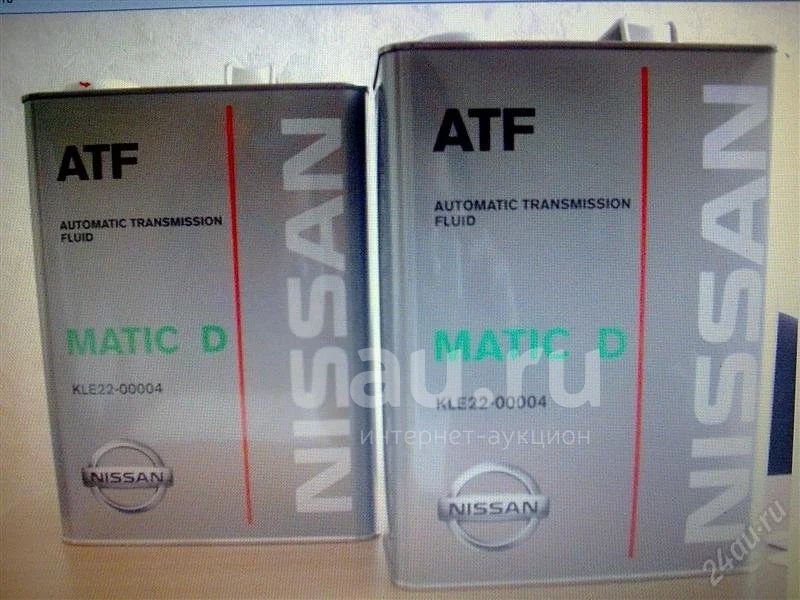 ATF
AUTOMATIC TRANSMISSION
FLUID
MATIC D
KLE22-00004
NISSAN
NISSAN
ATF
AUTOMATIC TRANSMISSION
FLUID
MATIC D
KLE22-00004
NISSAN
NISSAN
au.ru
интернет-аукцион
24au.ru